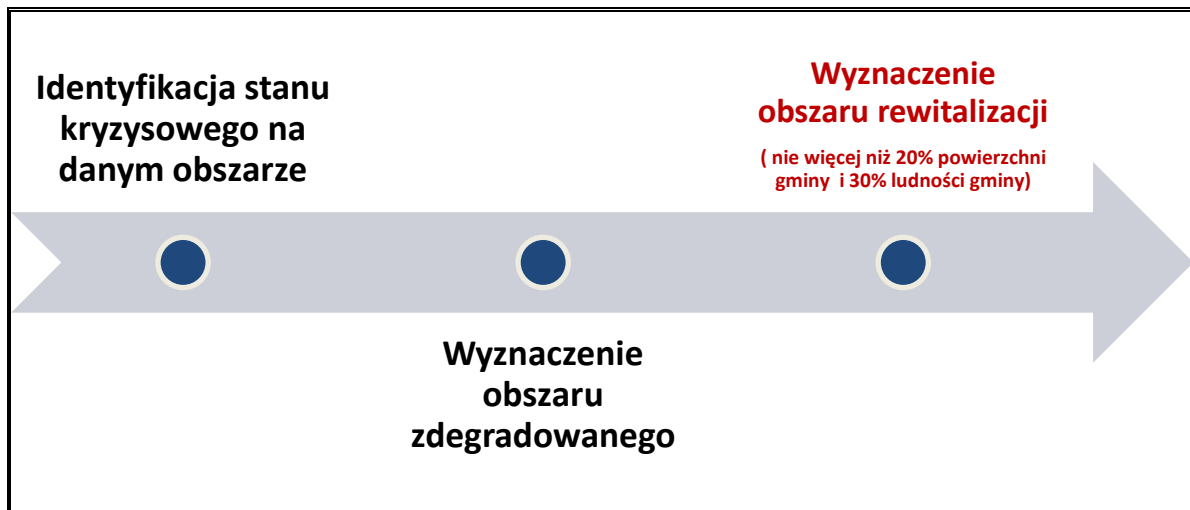 Identyfikacja stanu
kryzysowego na
danym obszarze
Wyznaczenie
obszaru zdegradowanego
Wyznaczenie
obszaru rewitalizacji
( nie więcej niż 20% powierzchni
gminy i 30% ludności gminy)